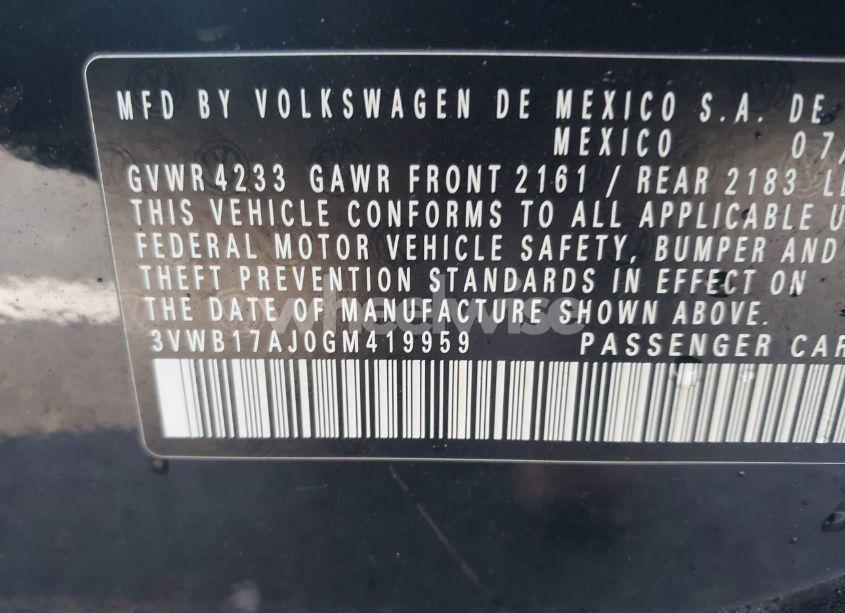 MFD BY VOLKSWAGEN DE MEXICO S.A. DE
MEXICO 07/
GVWR 4233 GAWR FRONT 2161 / REAR 2183 LB
THIS VEHICLE CONFORMS TO ALL APPLICABLE U
FEDERAL MOTOR VEHICLE SAFETY, BUMPER AND
THEFT PREVENTION STANDARDS IN EFFECT ON
THE DATE OF MANUFACTURE SHOWN ABOVE.
wheelwise
3VWB17AJ0GM419959 PASSENGER CAR